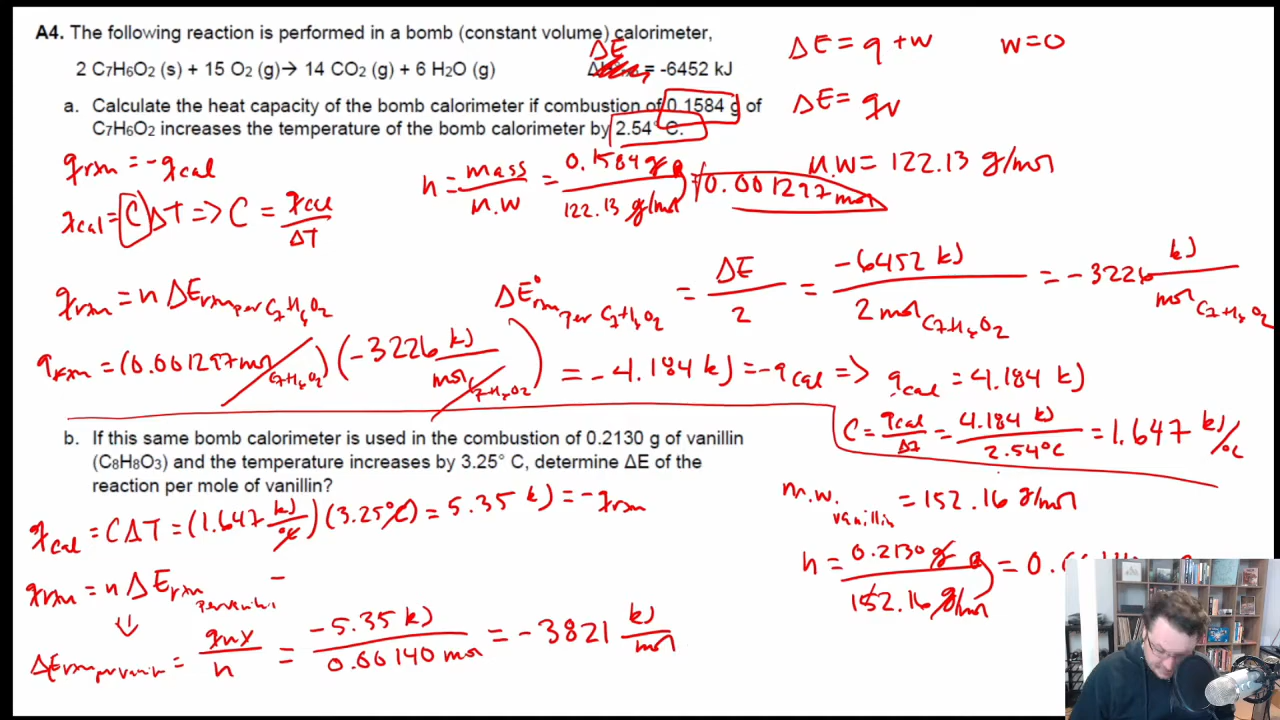 A4. The following reaction is performed in a bomb (constant volume) calorimeter,
ΔE
2 C7H6O2 (s) + 15 O2 (g)→ 14 CO2 (g) + 6 H2O (g) = -6452 kJ
ΔE = q + w w=0
ΔE = qv
a. Calculate the heat capacity of the bomb calorimeter if combustion of 0.1584 g of
C7H6O2 increases the temperature of the bomb calorimeter by 2.54° C.
qrxn = -qcal
qcal = CΔT => C = qcal / ΔT
n = mass / M.W = 0.1584 g / 122.13 g/mol = 0.001297 mol
M.W = 122.13 g/mol
qrxn = n ΔErxn per C7H6O2
ΔE°rxn per C7H6O2 = ΔE / 2 = -6452 kJ / 2 mol C7H6O2 = -3226 kJ / mol C7H6O2
qrxn = (0.001297 mol C7H6O2) (-3226 kJ / mol C7H6O2) = -4.184 kJ = -qcal => qcal = 4.184 kJ
C = qcal / ΔT = 4.184 kJ / 2.54°C = 1.647 kJ/°C
b. If this same bomb calorimeter is used in the combustion of 0.2130 g of vanillin
(C8H8O3) and the temperature increases by 3.25° C, determine ΔE of the
reaction per mole of vanillin?
qcal = CΔT = (1.647 kJ/°C) (3.25°C) = 5.35 kJ = -qrxn
m.w. vanillin = 152.16 g/mol
n = 0.2130 g / 152.16 g/mol = 0.
qrxn = n ΔErxn per vanillin
ΔErxn per vanillin = qrxn / n = -5.35 kJ / 0.00140 mol = -3821 kJ / mol